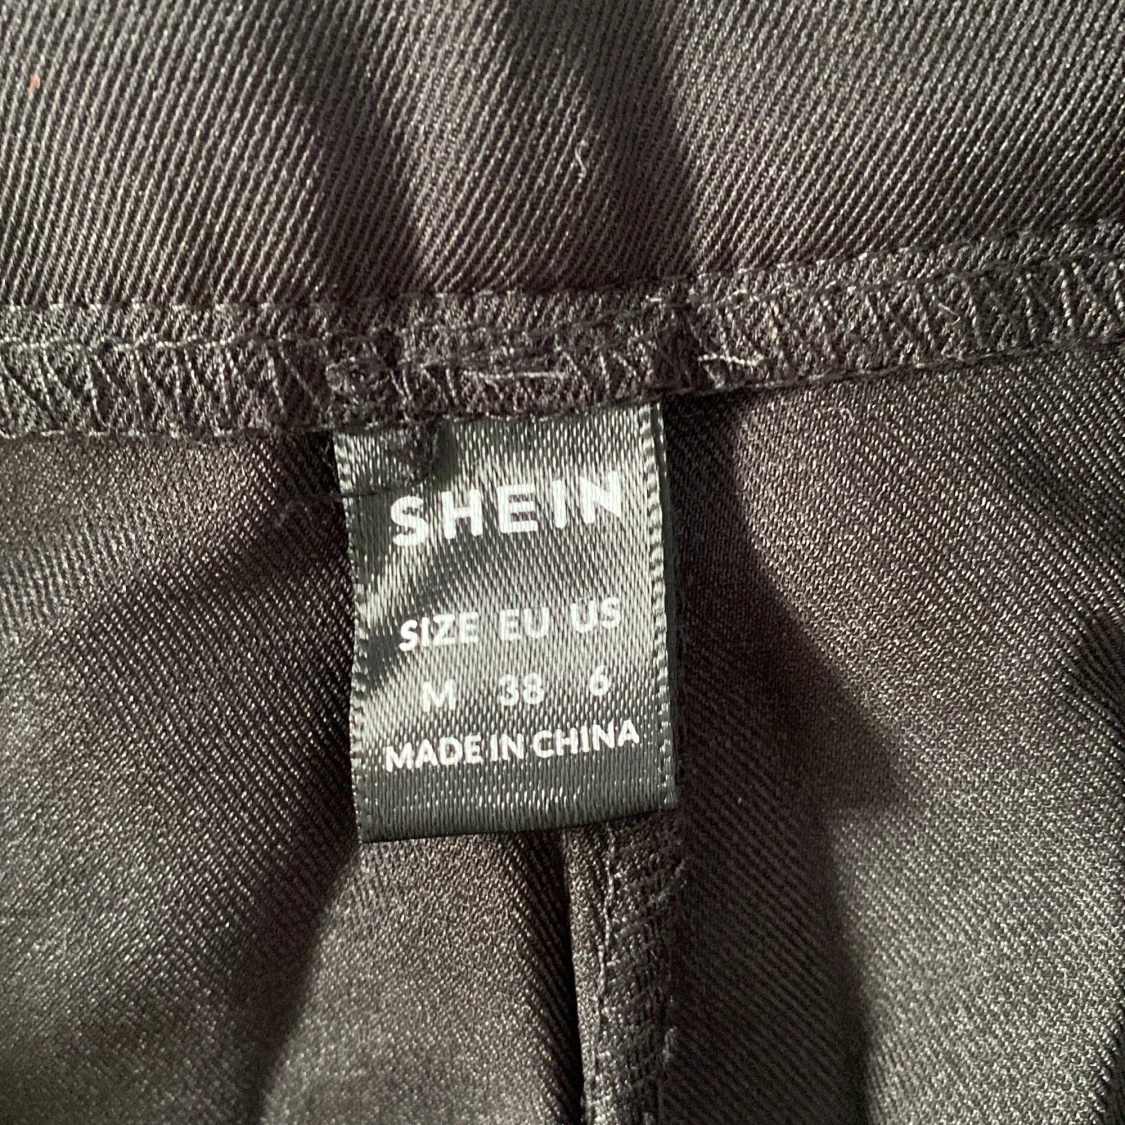 SHEIN
SIZE EU US
M 38 6
MADE IN CHINA